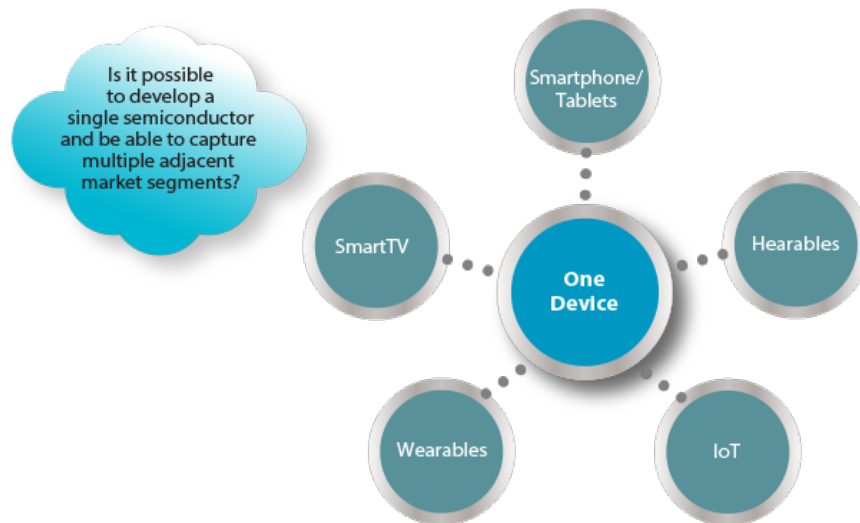 Is it possible
to develop a
single semiconductor
and be able to capture
multiple adjacent
market segments?
Smartphone/
Tablets
SmartTV
Hearables
One
Device
Wearables
IoT